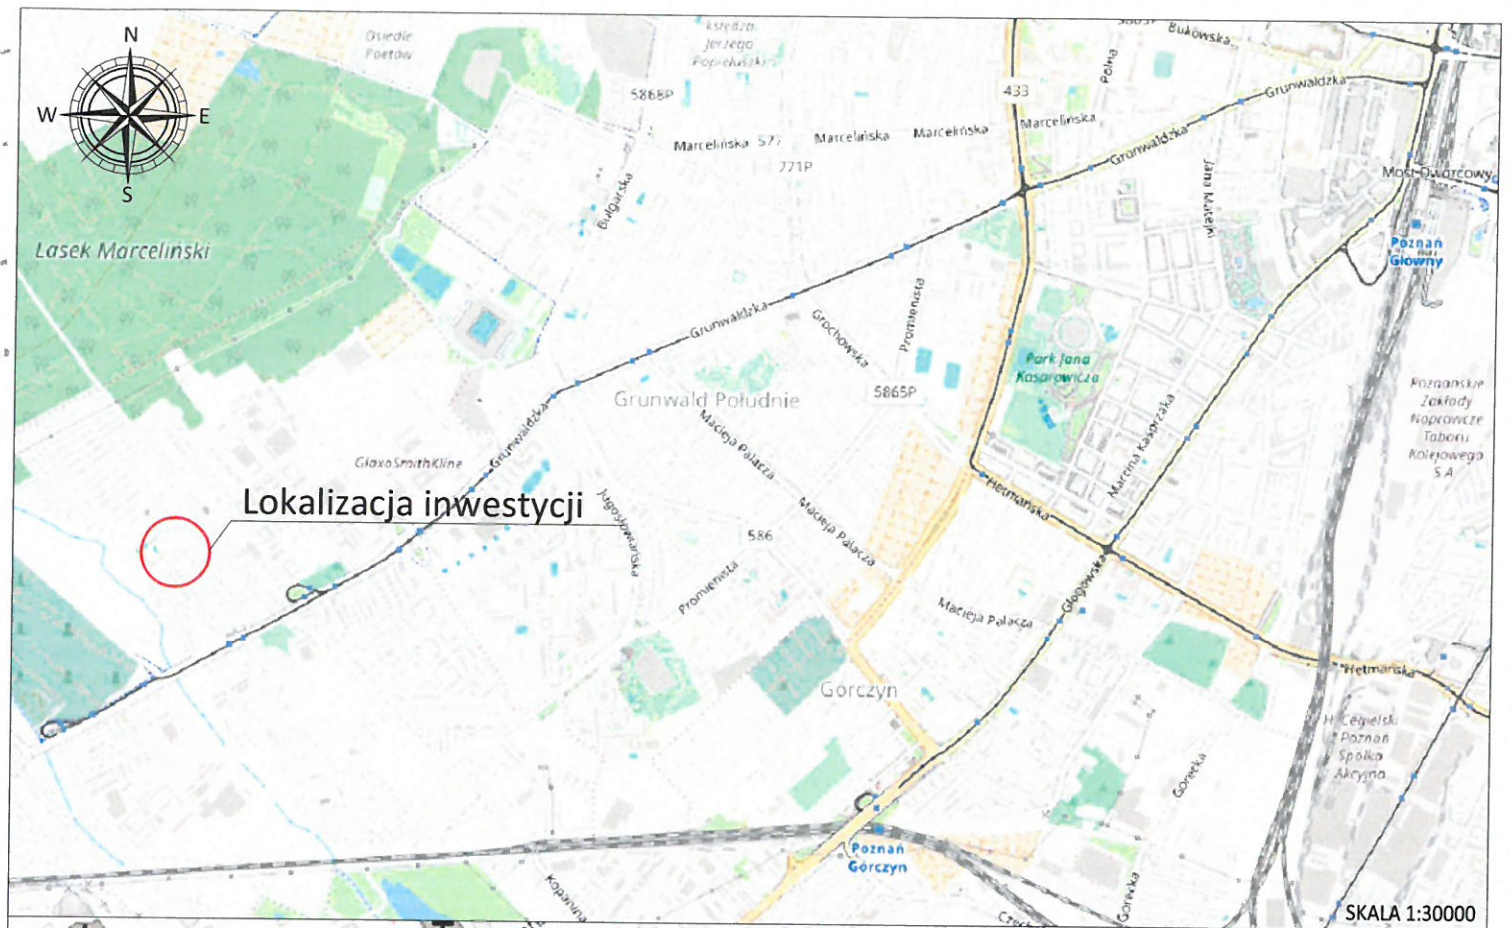 N
W
E
S
Osiedle
Poetów
księdza
Jerzego
Popiełuszki
5868P
433
Polna
Bukowska
Grunwaldzka
Marcelińska
577
Marcelińska
Marcelińska
Marcelińska
Grunwaldzka
771P
Bułgarska
Jana Matejki
Most Dworcowy
Lasek Marceliński
Poznań
Główny
Promienista
Grochowska
Grunwaldzka
Park Jana
Kasprowicza
5865P
Grunwald Południe
Poznańskie
Zakłady
Naprawcze
Taboru
Kolejowego
S.A.
Marcina Kasprzaka
Macieja Palacza
Grunwaldzka
GlaxoSmithKline
Lokalizacja inwestycji
Hetmańska
Jugosłowiańska
Macieja Palacza
586
Promienista
Głogowska
Macieja Palacza
Hetmańska
Górczyn
H. Cegielski
Poznań
Spółka
Akcyjna
Górecka
Poznań
Górczyn
Kopanina
Górecka
SKALA 1:30000